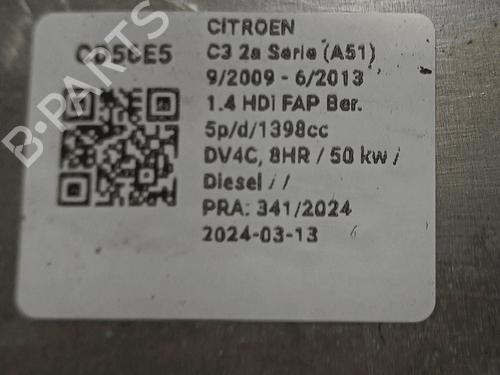 CITROEN
C3 2a Serie (A51)
9/2009 - 6/2013
1.4 HDi FAP Ber.
5p/d/1398cc
DV4C, 8HR / 50 kw /
Diesel / /
PRA: 341/2024
2024-03-13
B-PARTS